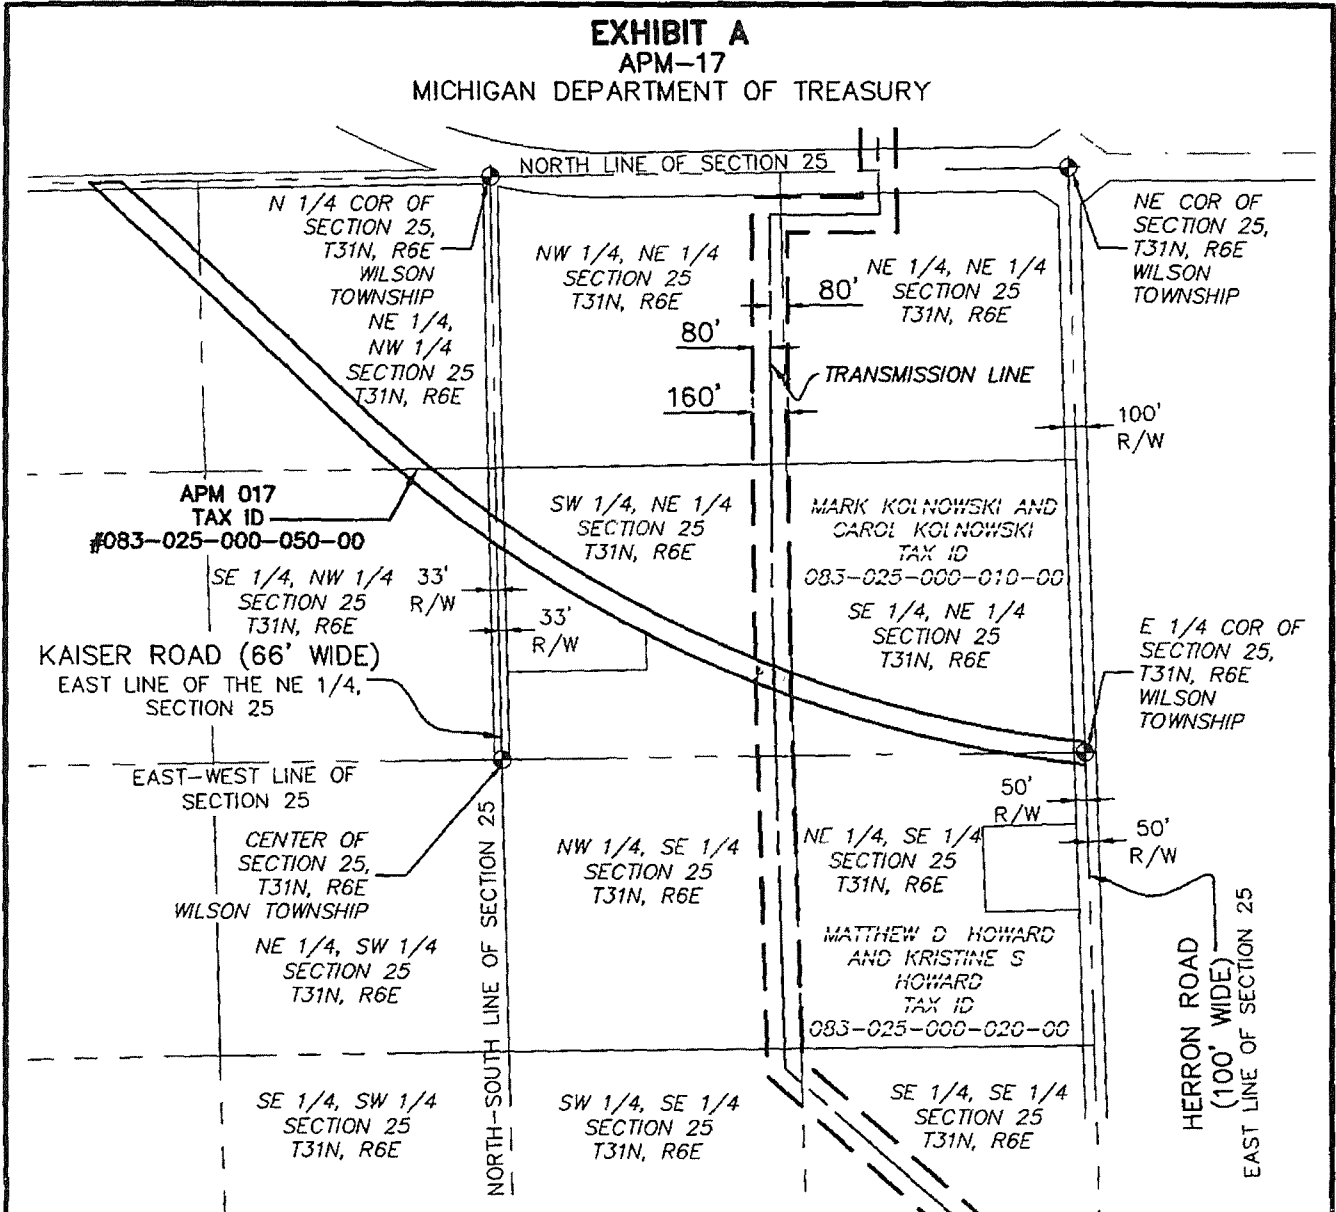 EXHIBIT A
APM-17
MICHIGAN DEPARTMENT OF TREASURY
NORTH LINE OF SECTION 25
N 1/4 COR OF
SECTION 25,
T31N, R6E
WILSON
TOWNSHIP
NE 1/4,
NW 1/4
SECTION 25
T31N, R6E
NW 1/4, NE 1/4
SECTION 25
T31N, R6E
NE 1/4, NE 1/4
SECTION 25
T31N, R6E
NE COR OF
SECTION 25,
T31N, R6E
WILSON
TOWNSHIP
80'
80'
160'
TRANSMISSION LINE
100'
R/W
APM 017
TAX ID
#083-025-000-050-00
SW 1/4, NE 1/4
SECTION 25
T31N, R6E
MARK KOLNOWSKI AND
CAROL KOLNOWSKI
TAX ID
083-025-000-010-00
SE 1/4, NE 1/4
SECTION 25
T31N, R6E
SE 1/4, NW 1/4
SECTION 25
T31N, R6E
33'
R/W
33'
R/W
KAISER ROAD (66' WIDE)
EAST LINE OF THE NE 1/4,
SECTION 25
E 1/4 COR OF
SECTION 25,
T31N, R6E
WILSON
TOWNSHIP
EAST-WEST LINE OF
SECTION 25
CENTER OF
SECTION 25,
T31N, R6E
WILSON TOWNSHIP
NORTH-SOUTH LINE OF SECTION 25
NW 1/4, SE 1/4
SECTION 25
T31N, R6E
NE 1/4, SE 1/4
SECTION 25
T31N, R6E
50'
R/W
50'
R/W
MATTHEW D HOWARD
AND KRISTINE S
HOWARD
TAX ID
083-025-000-020-00
HERRON ROAD
(100' WIDE)
EAST LINE OF SECTION 25
NE 1/4, SW 1/4
SECTION 25
T31N, R6E
SE 1/4, SW 1/4
SECTION 25
T31N, R6E
SW 1/4, SE 1/4
SECTION 25
T31N, R6E
SE 1/4, SE 1/4
SECTION 25
T31N, R6E